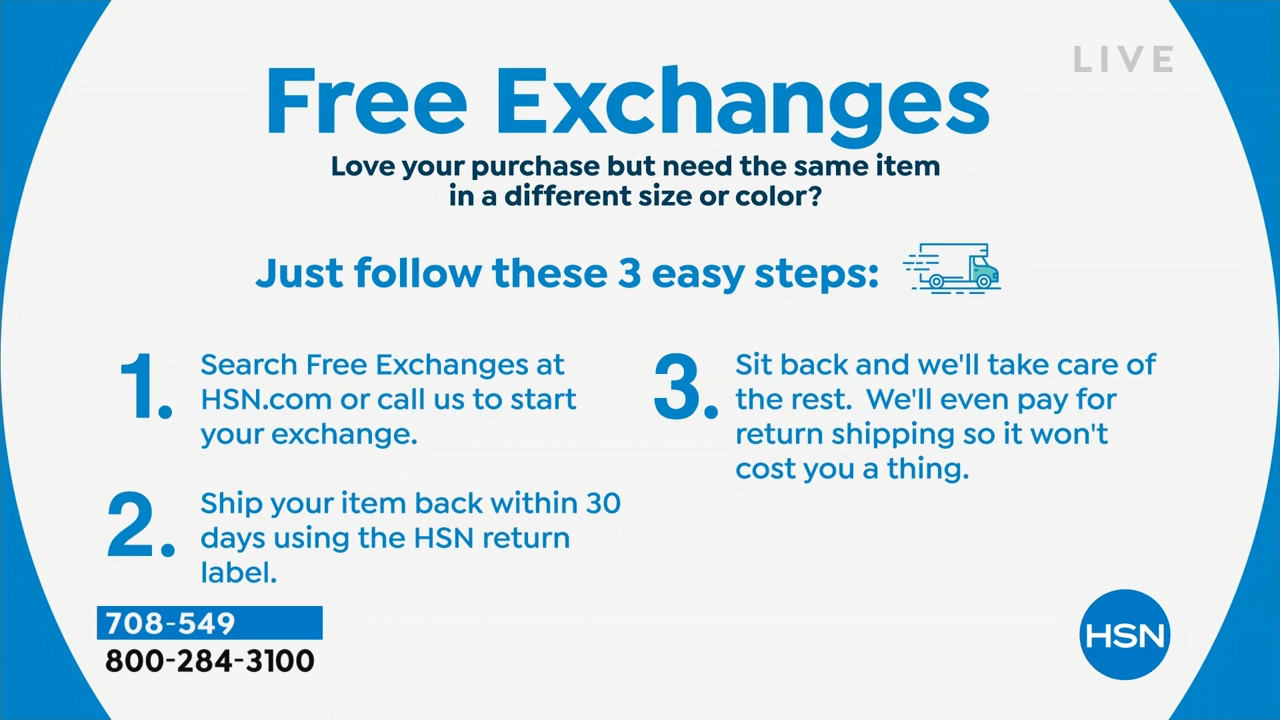 LIVE
Free Exchanges
Love your purchase but need the same item
in a different size or color?
Just follow these 3 easy steps:
1. Search Free Exchanges at
HSN.com or call us to start
your exchange.
2. Ship your item back within 30
days using the HSN return
label.
3. Sit back and we'll take care of
the rest.  We'll even pay for
return shipping so it won't
cost you a thing.
708-549
800-284-3100
HSN